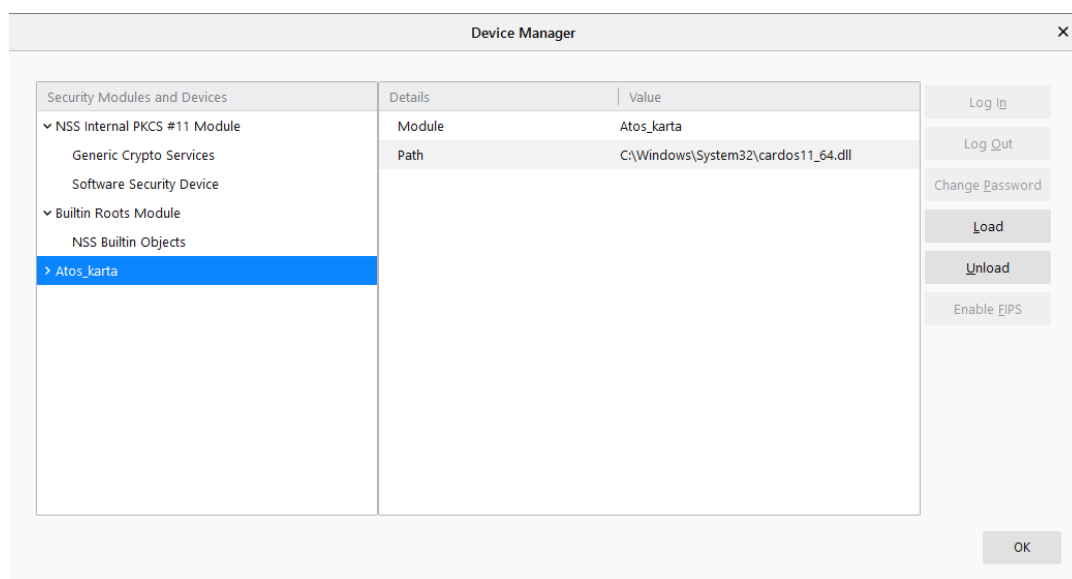 Device Manager
Security Modules and Devices
NSS Internal PKCS #11 Module
Generic Crypto Services
Software Security Device
Builtin Roots Module
NSS Builtin Objects
Atos_karta
Details Value
Module Atos_karta
Path C:\Windows\System32\cardos11_64.dll
Log In
Log Out
Change Password
Load
Unload
Enable FIPS
OK